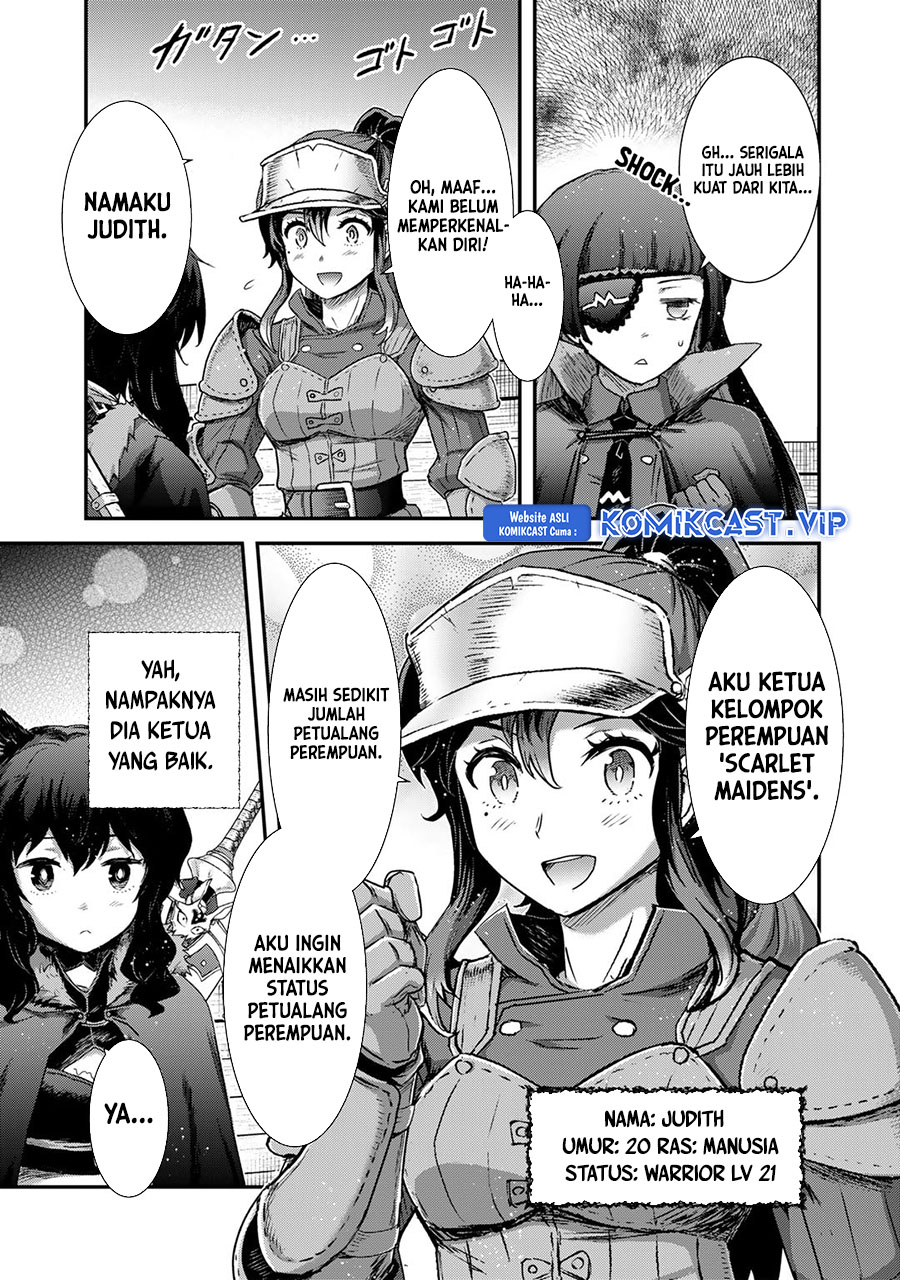 GH... SERIGALA
ITU JAUH LEBIH
KUAT DARI KITA...
SHOCK...
ガタン…
ゴト ゴト
OH, MAAF...
KAMI BELUM
MEMPERKENAL-
KAN DIRI!
HA-HA-
HA...
NAMAKU
JUDITH.
Website ASLI
KOMIKCAST Cuma :
KOMIKCAST.VIP
AKU KETUA
KELOMPOK
PEREMPUAN
'SCARLET
MAIDENS'.
MASIH SEDIKIT
JUMLAH
PETUALANG
PEREMPUAN.
AKU INGIN
MENAIKKAN
STATUS
PETUALANG
PEREMPUAN.
NAMA: JUDITH
UMUR: 20 RAS: MANUSIA
STATUS: WARRIOR LV 21
YAH,
NAMPAKNYA
DIA KETUA
YANG BAIK.
YA...